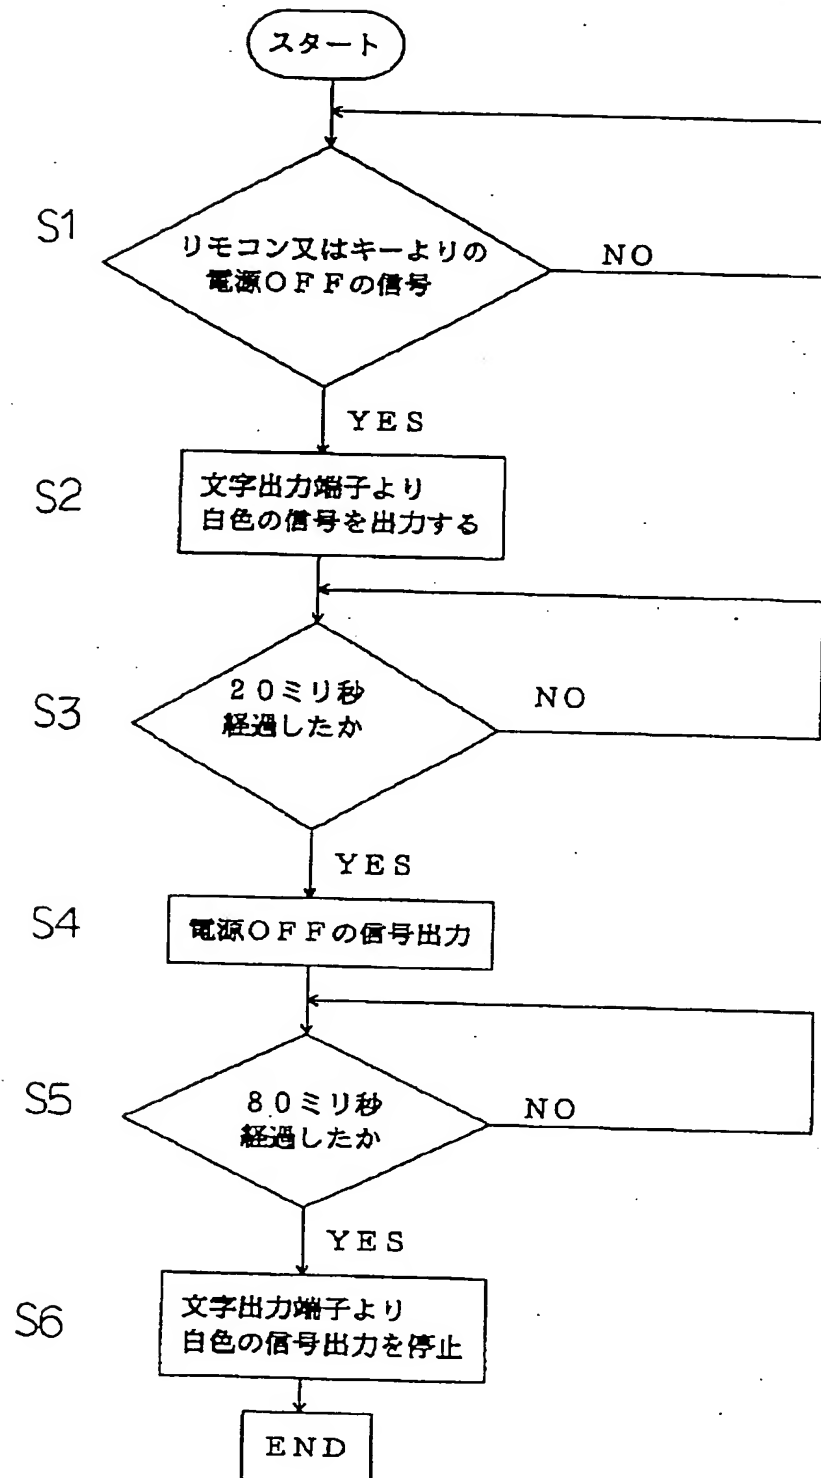 スタート
S1
リモコン又はキーよりの
電源OFFの信号
NO
YES
S2
文字出力端子より
白色の信号を出力する
S3
20ミリ秒
経過したか
NO
YES
S4
電源OFFの信号出力
S5
80ミリ秒
経過したか
NO
YES
S6
文字出力端子より
白色の信号出力を停止
END